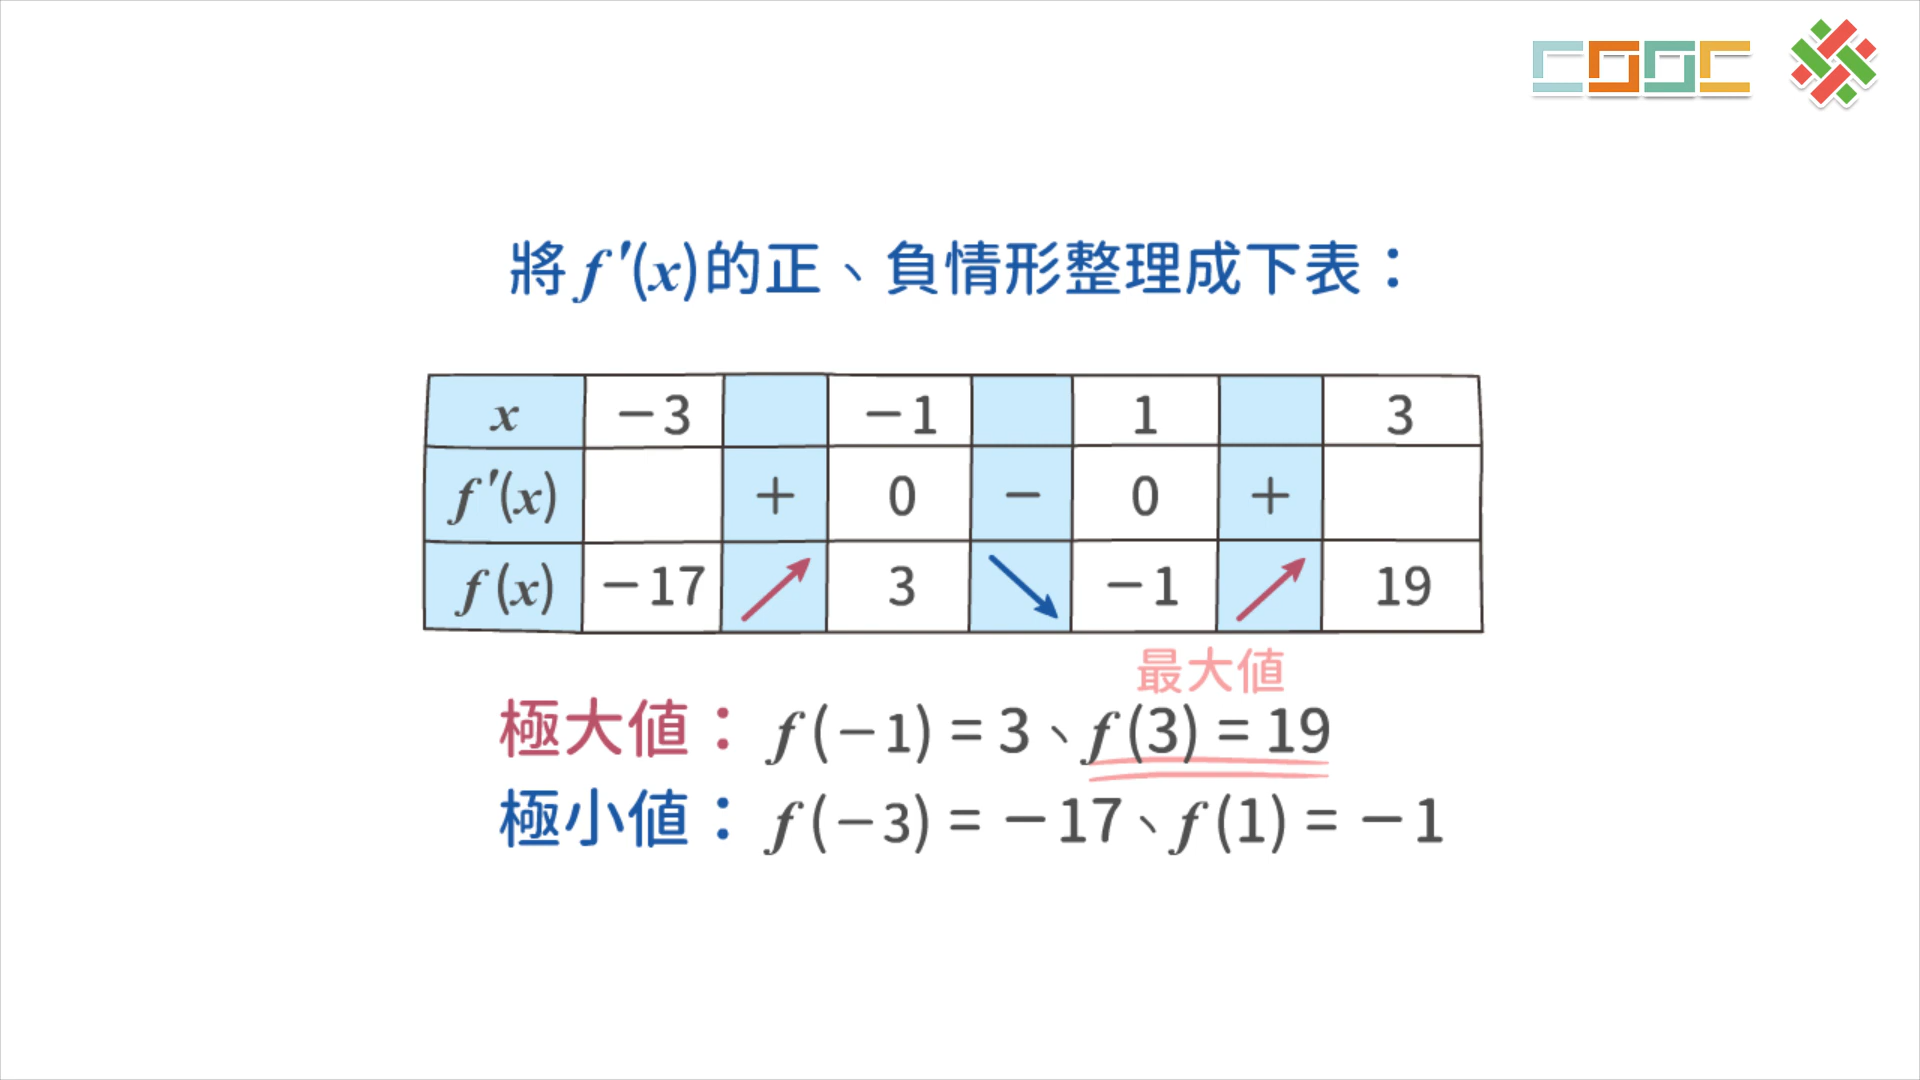 COOC
將 f′(x)的正、負情形整理成下表：
x −3 −1 1 3
f′(x) + 0 − 0 +
f(x) −17 ↗ 3 ↘ −1 ↗ 19
最大值
極大值：f(−1) = 3、f(3) = 19
極小值：f(−3) = −17、f(1) = −1